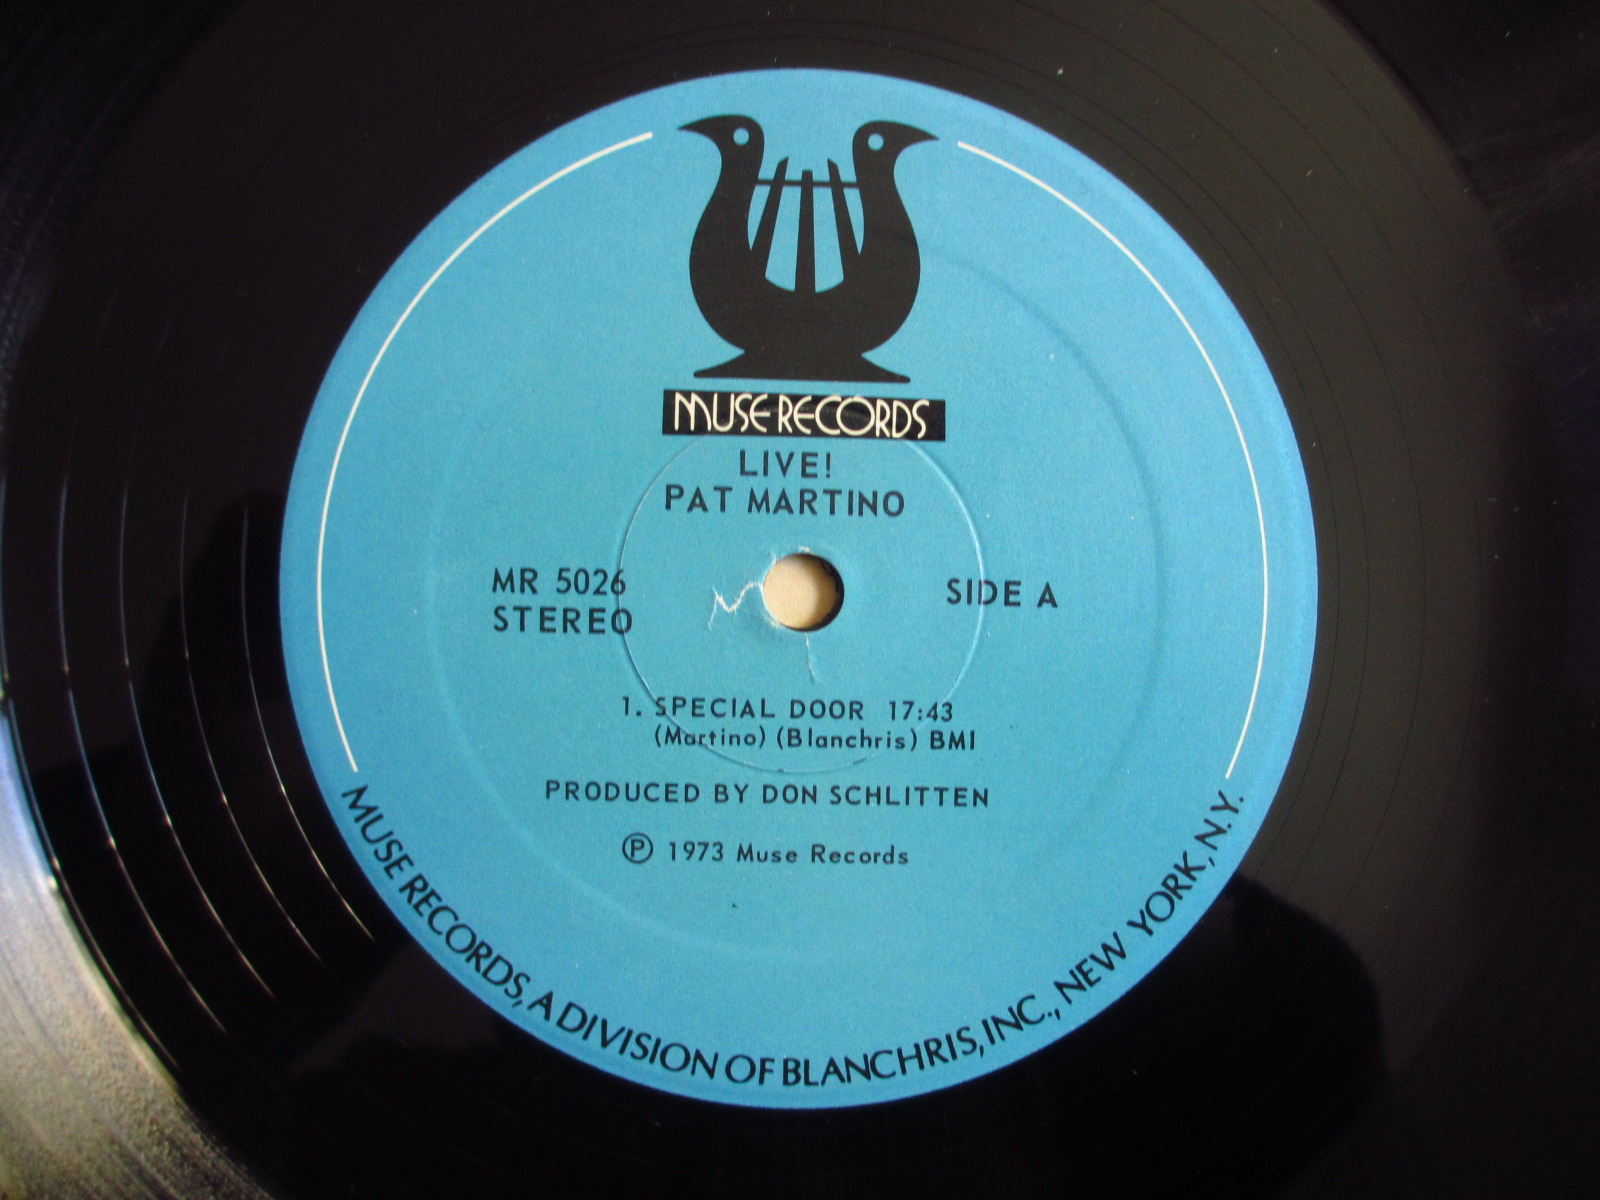 MUSE RECORDS
LIVE!
PAT MARTINO
MR 5026
STEREO
SIDE A
1. SPECIAL DOOR 17:43
(Martino) (Blanchris) BMI
PRODUCED BY DON SCHLITTEN
Ⓟ 1973 Muse Records
MUSE RECORDS, A DIVISION OF BLANCHRIS, INC., NEW YORK, N.Y.